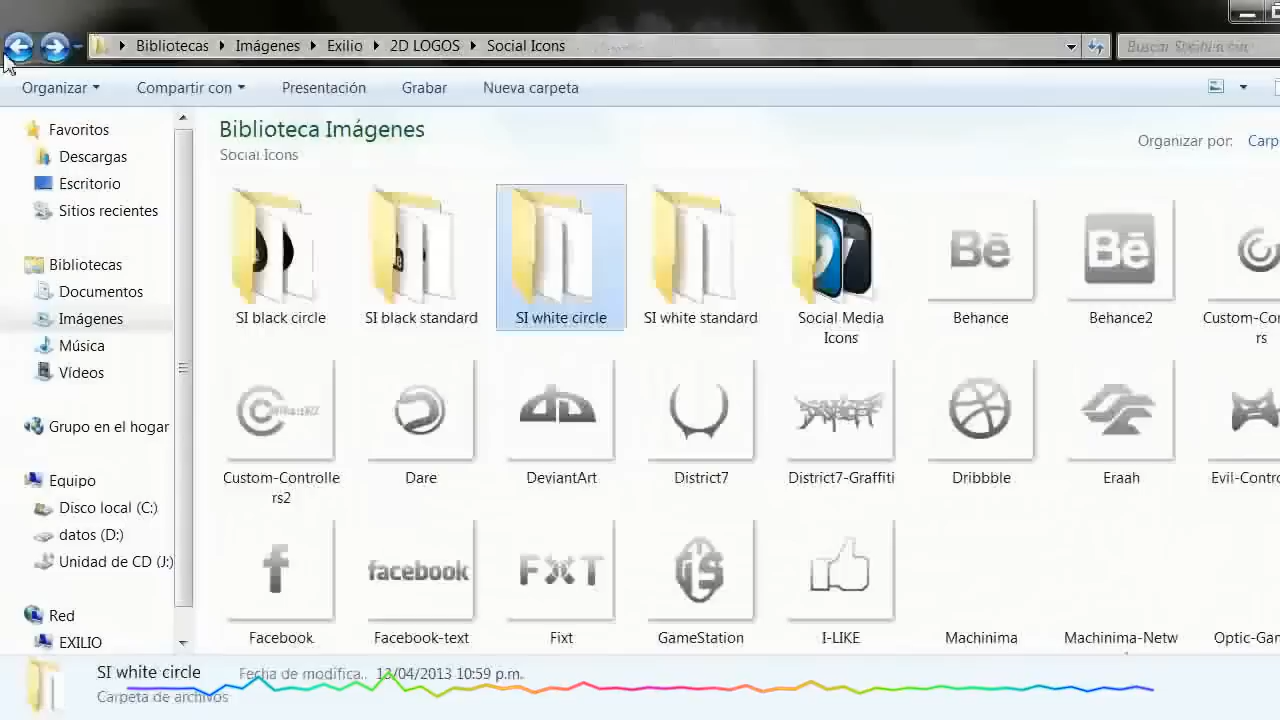 Bibliotecas Imágenes Exilio 2D LOGOS Social Icons
Organizar Compartir con Presentación Grabar Nueva carpeta
Favoritos
Descargas
Escritorio
Sitios recientes
Bibliotecas
Documentos
Imágenes
Música
Vídeos
Grupo en el hogar
Equipo
Disco local (C:)
datos (D:)
Unidad de CD (J:)
Red
EXILIO
Biblioteca Imágenes
Social Icons
Organizar por: Carp
SI black circle SI black standard SI white circle SI white standard Social Media Icons Behance Behance2 Custom-Con rs
Bē
Bē
Custom-Controlle rs2 Dare DeviantArt District7 District7-Graffiti Dribbble Eraah Evil-Contro
facebook
FXT
Facebook Facebook-text Fixt GameStation I-LIKE Machinima Machinima-Netw Optic-Gam
SI white circle Fecha de modifica... 13/04/2013 10:59 p.m.
Carpeta de archivos